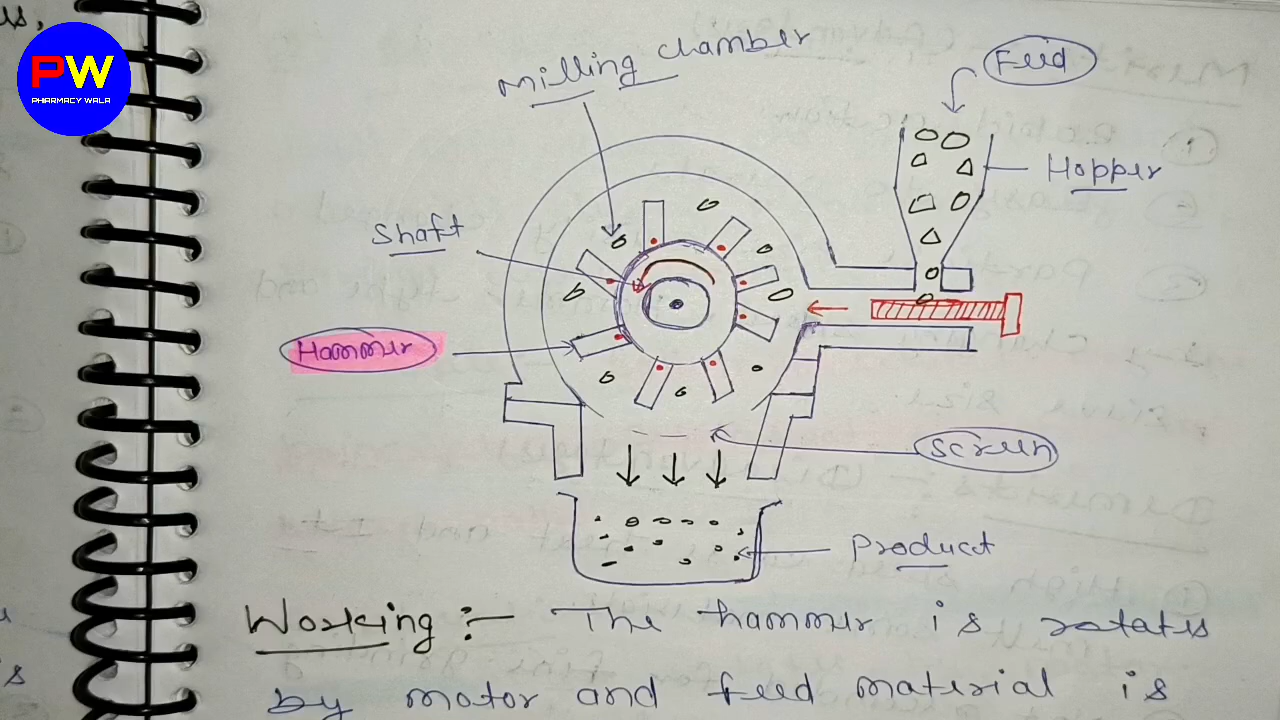 PW
PHARMACY WALA
Milling chamber
Feed
Hopper
Shaft
Hammer
Screen
Product
Working :- The hammer is rotates
by motor and feed material is